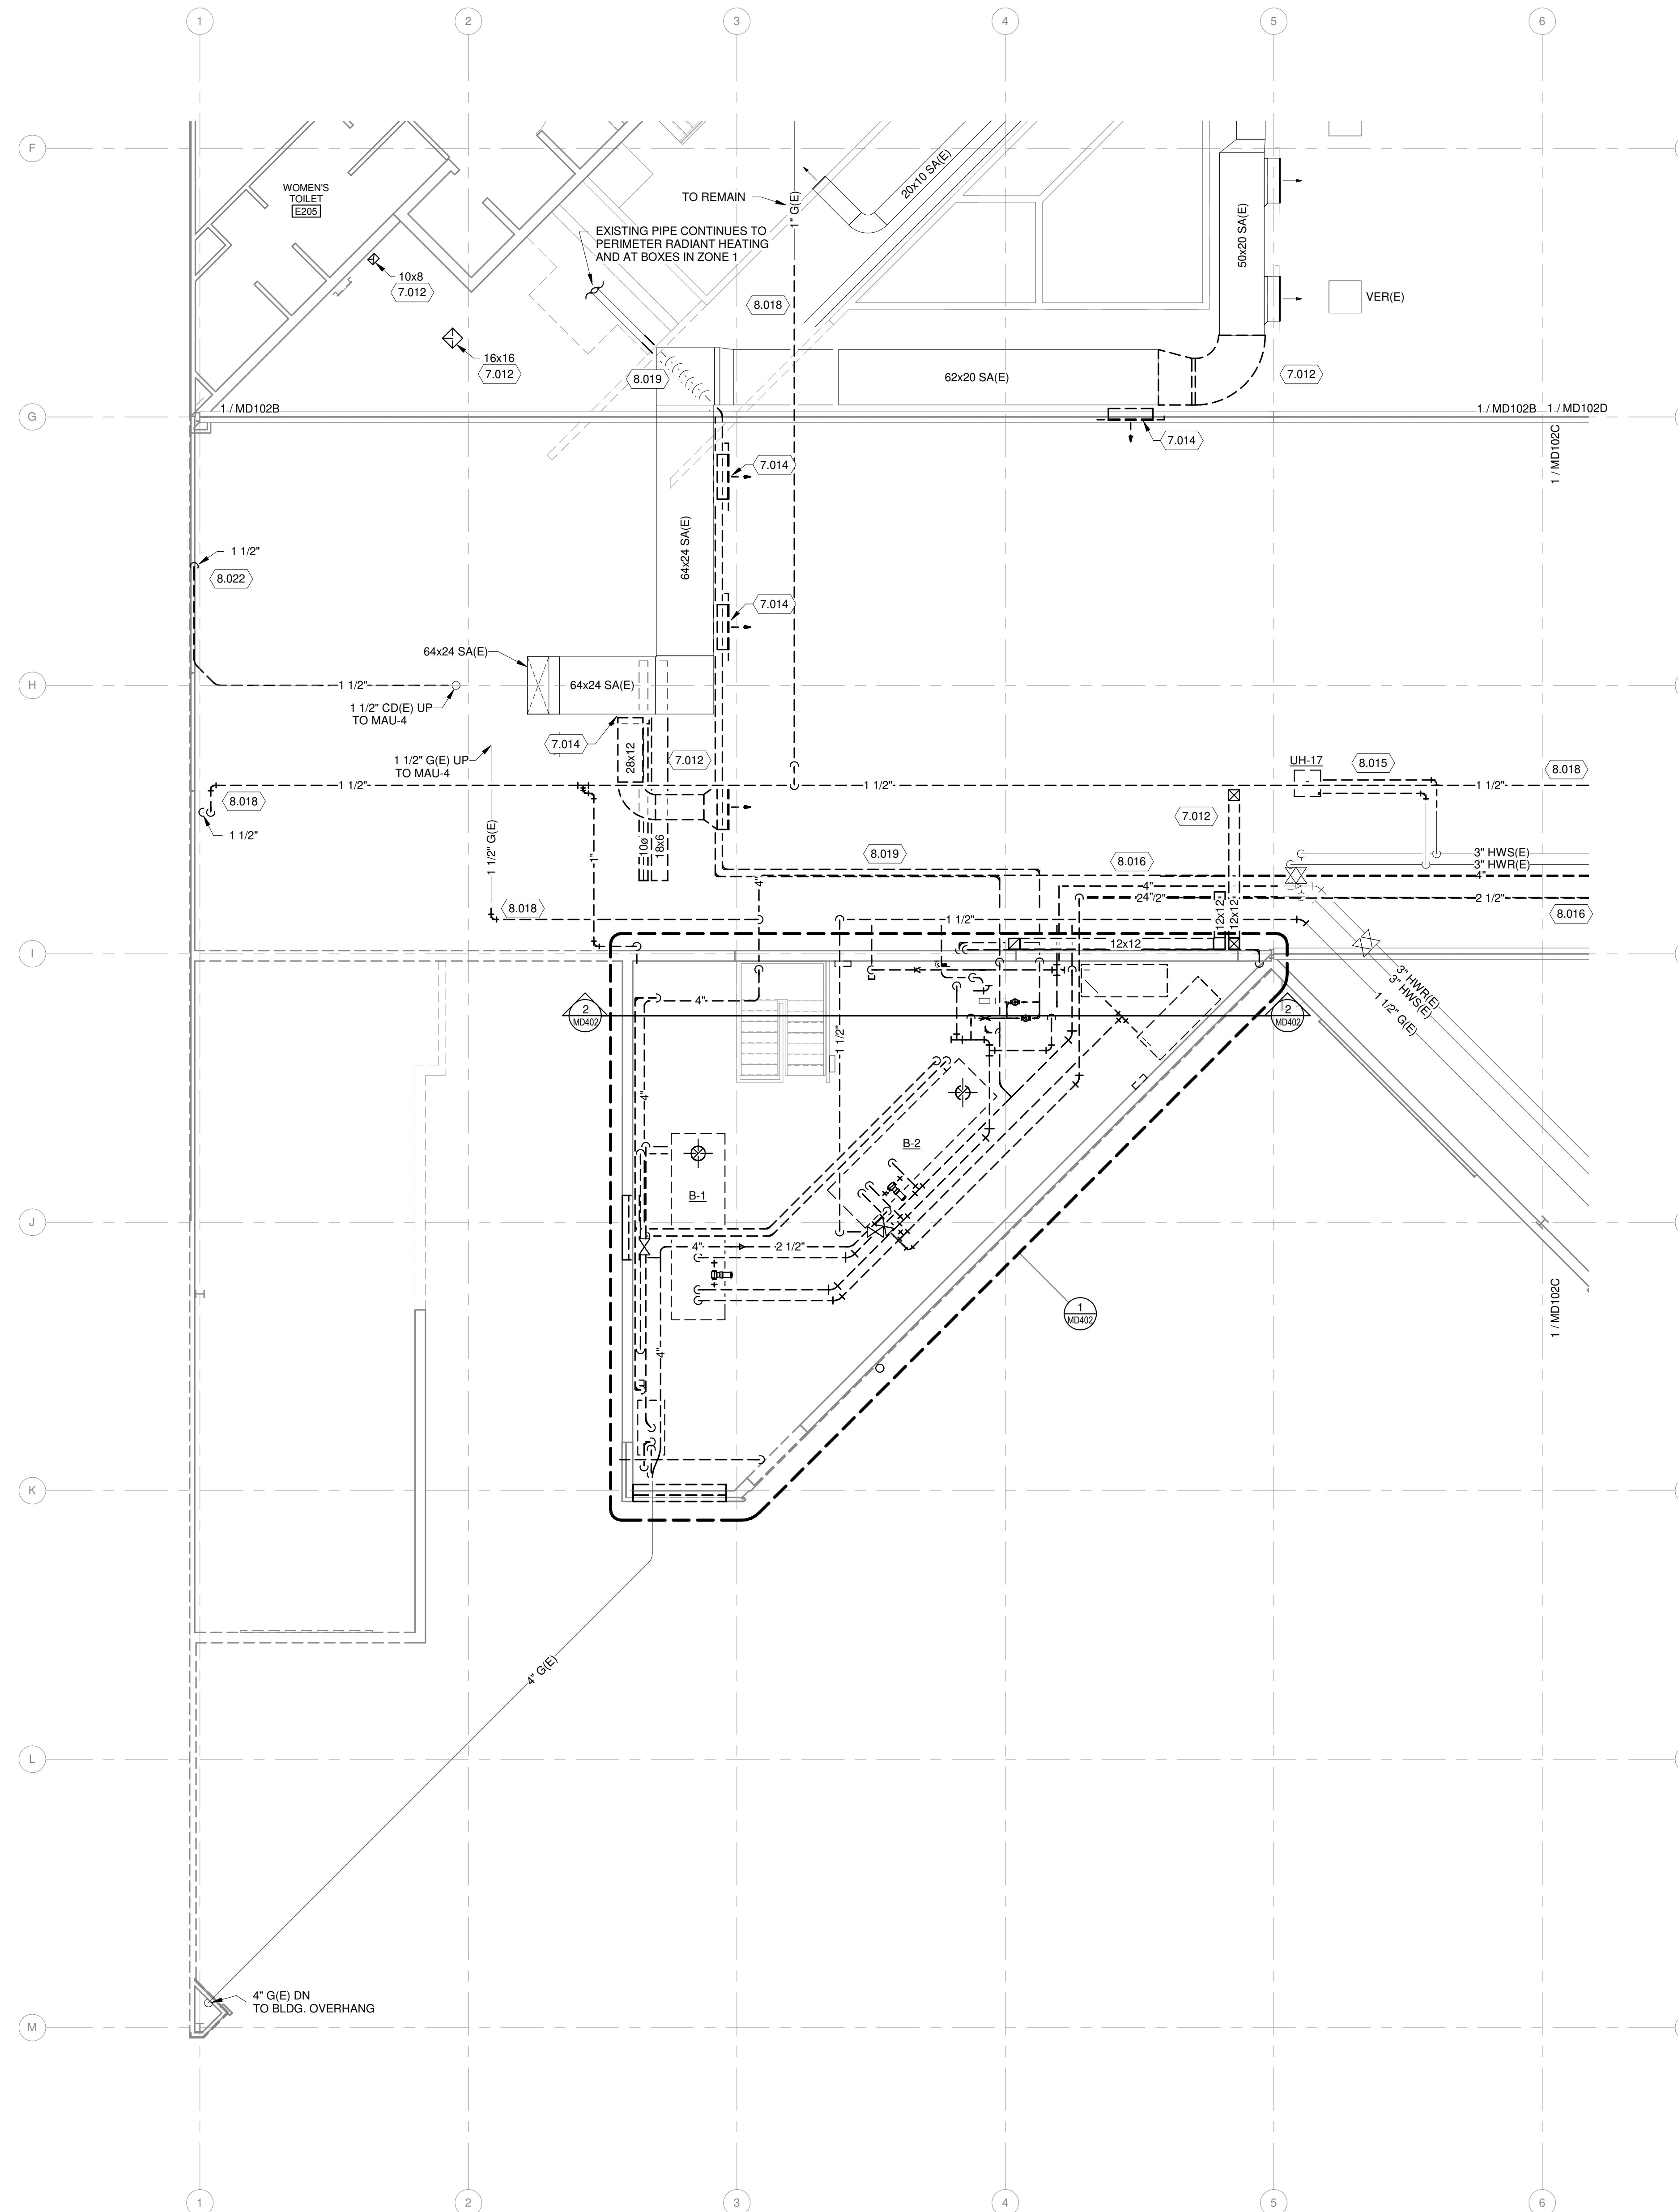 1
2
3
4
5
6
F
WOMEN'S
TOILET
E205
TO REMAIN
1" G(E)
20x10 SA(E)
50x20 SA(E)
EXISTING PIPE CONTINUES TO
PERIMETER RADIANT HEATING
AND AT BOXES IN ZONE 1
10x8
7.012
8.018
VER(E)
16x16
7.012
8.019
62x20 SA(E)
7.012
G
1 / MD102B
1 / MD102B
1 / MD102D
7.014
1 / MD102C
7.014
64x24 SA(E)
1 1/2"
8.022
7.014
64x24 SA(E)
H
1 1/2"
64x24 SA(E)
1 1/2" CD(E) UP
TO MAU-4
7.014
28x12
7.012
1 1/2" G(E) UP
TO MAU-4
UH-17
8.015
8.018
1 1/2"
1 1/2"
1 1/2"
8.018
1 1/2"
7.012
1 1/2" G(E)
1"
10ø
18x6
8.019
8.016
3" HWS(E)
3" HWR(E)
4"
4"
4"
2 1/2"
8.018
1 1/2"
12x12
12x12
8.016
I
12x12
3" HWR(E)
3" HWS(E)
1 1/2" G(E)
4"
2
MD402
2
MD402
1 1/2"
4"
B-2
B-1
J
4"
2 1/2"
1
MD402
1 / MD102C
4"
K
4" G(E)
L
4" G(E) DN
TO BLDG. OVERHANG
M
1
2
3
4
5
6